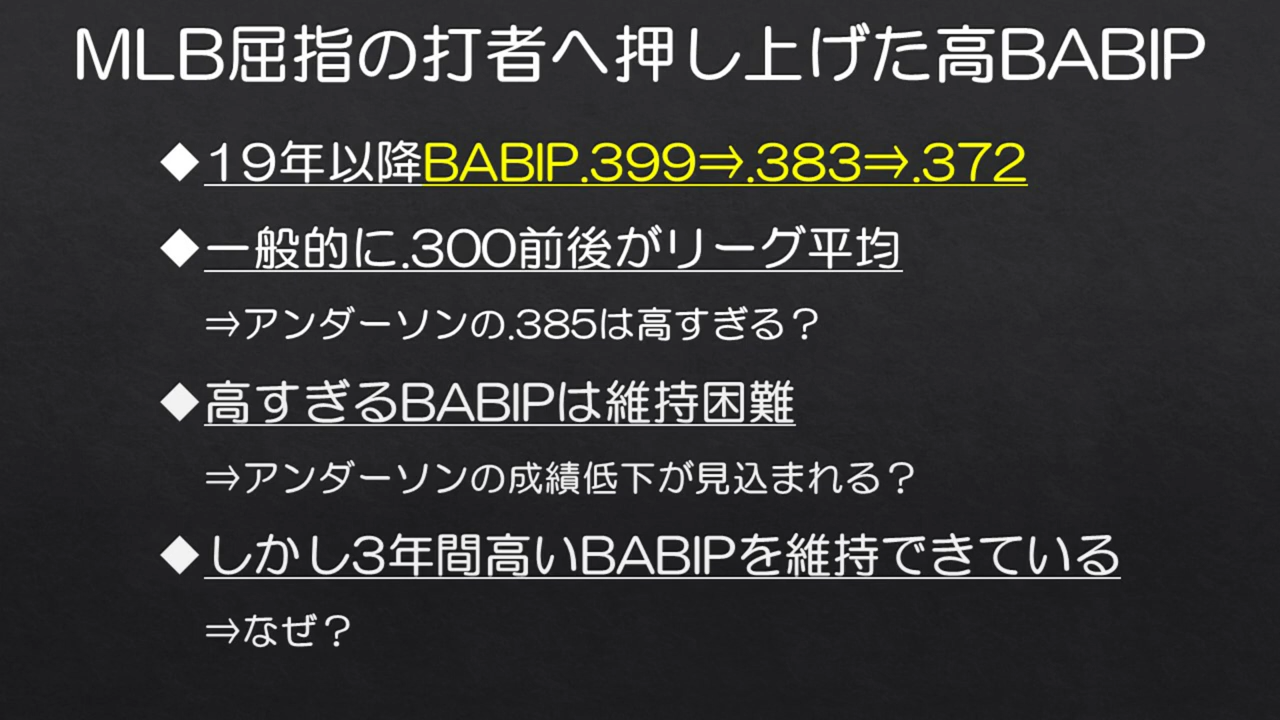 MLB屈指の打者へ押し上げた高BABIP
◆19年以降BABIP.399⇒.383⇒.372
◆一般的に.300前後がリーグ平均
⇒アンダーソンの.385は高すぎる？
◆高すぎるBABIPは維持困難
⇒アンダーソンの成績低下が見込まれる？
◆しかし3年間高いBABIPを維持できている
⇒なぜ？